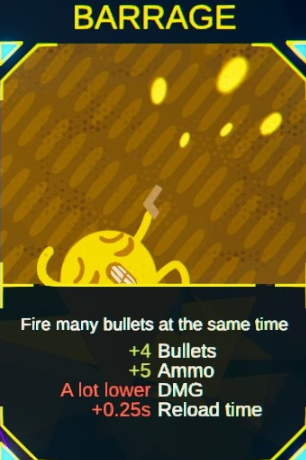 BARRAGE
Fire many bullets at the same time
+4 Bullets
+5 Ammo
A lot lower DMG
+0.25s Reload time